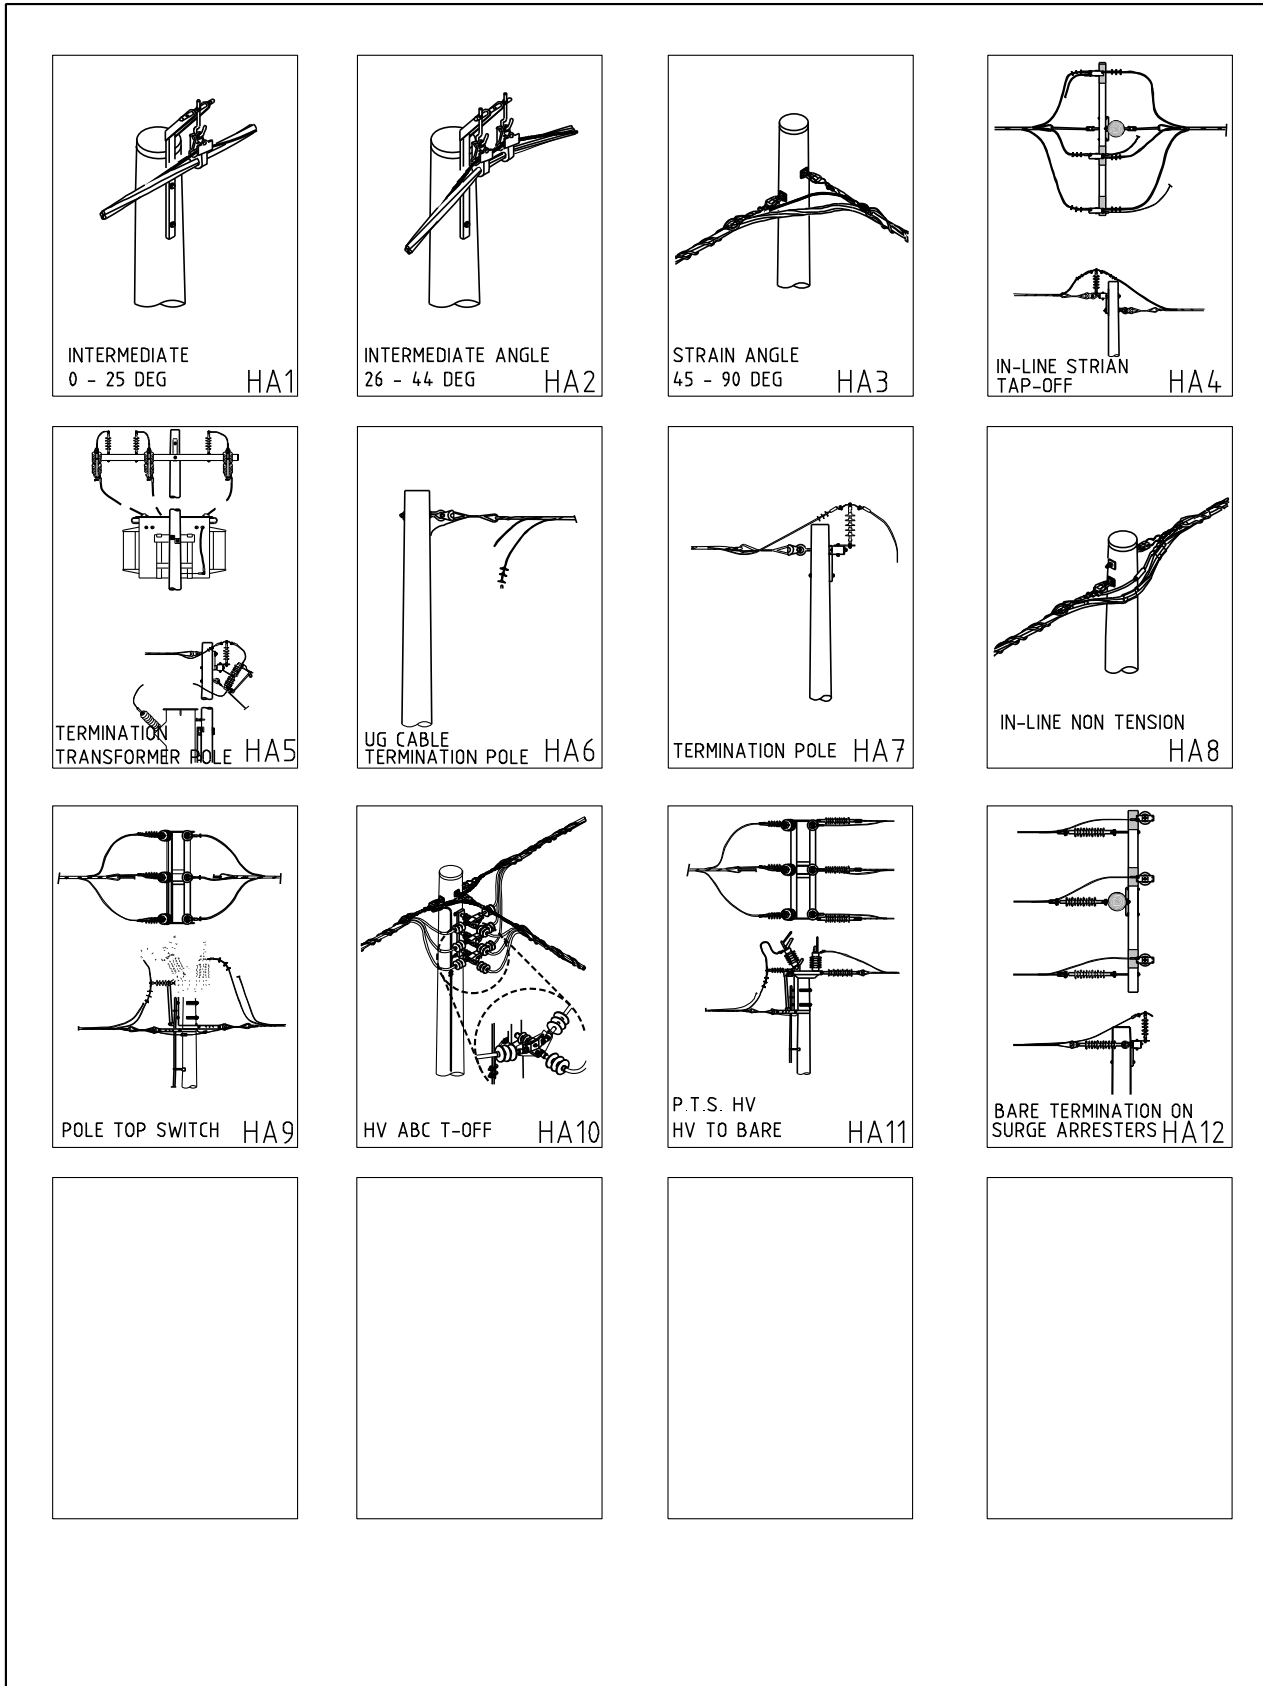 INTERMEDIATE
0 - 25 DEG HA1
INTERMEDIATE ANGLE
26 - 44 DEG HA2
STRAIN ANGLE
45 - 90 DEG HA3
IN-LINE STRIAN
TAP-OFF HA4
TERMINATION
TRANSFORMER POLE HA5
UG CABLE
TERMINATION POLE HA6
TERMINATION POLE HA7
IN-LINE NON TENSION
HA8
POLE TOP SWITCH HA9
HV ABC T-OFF HA10
P.T.S. HV
HV TO BARE HA11
BARE TERMINATION ON
SURGE ARRESTERS HA12